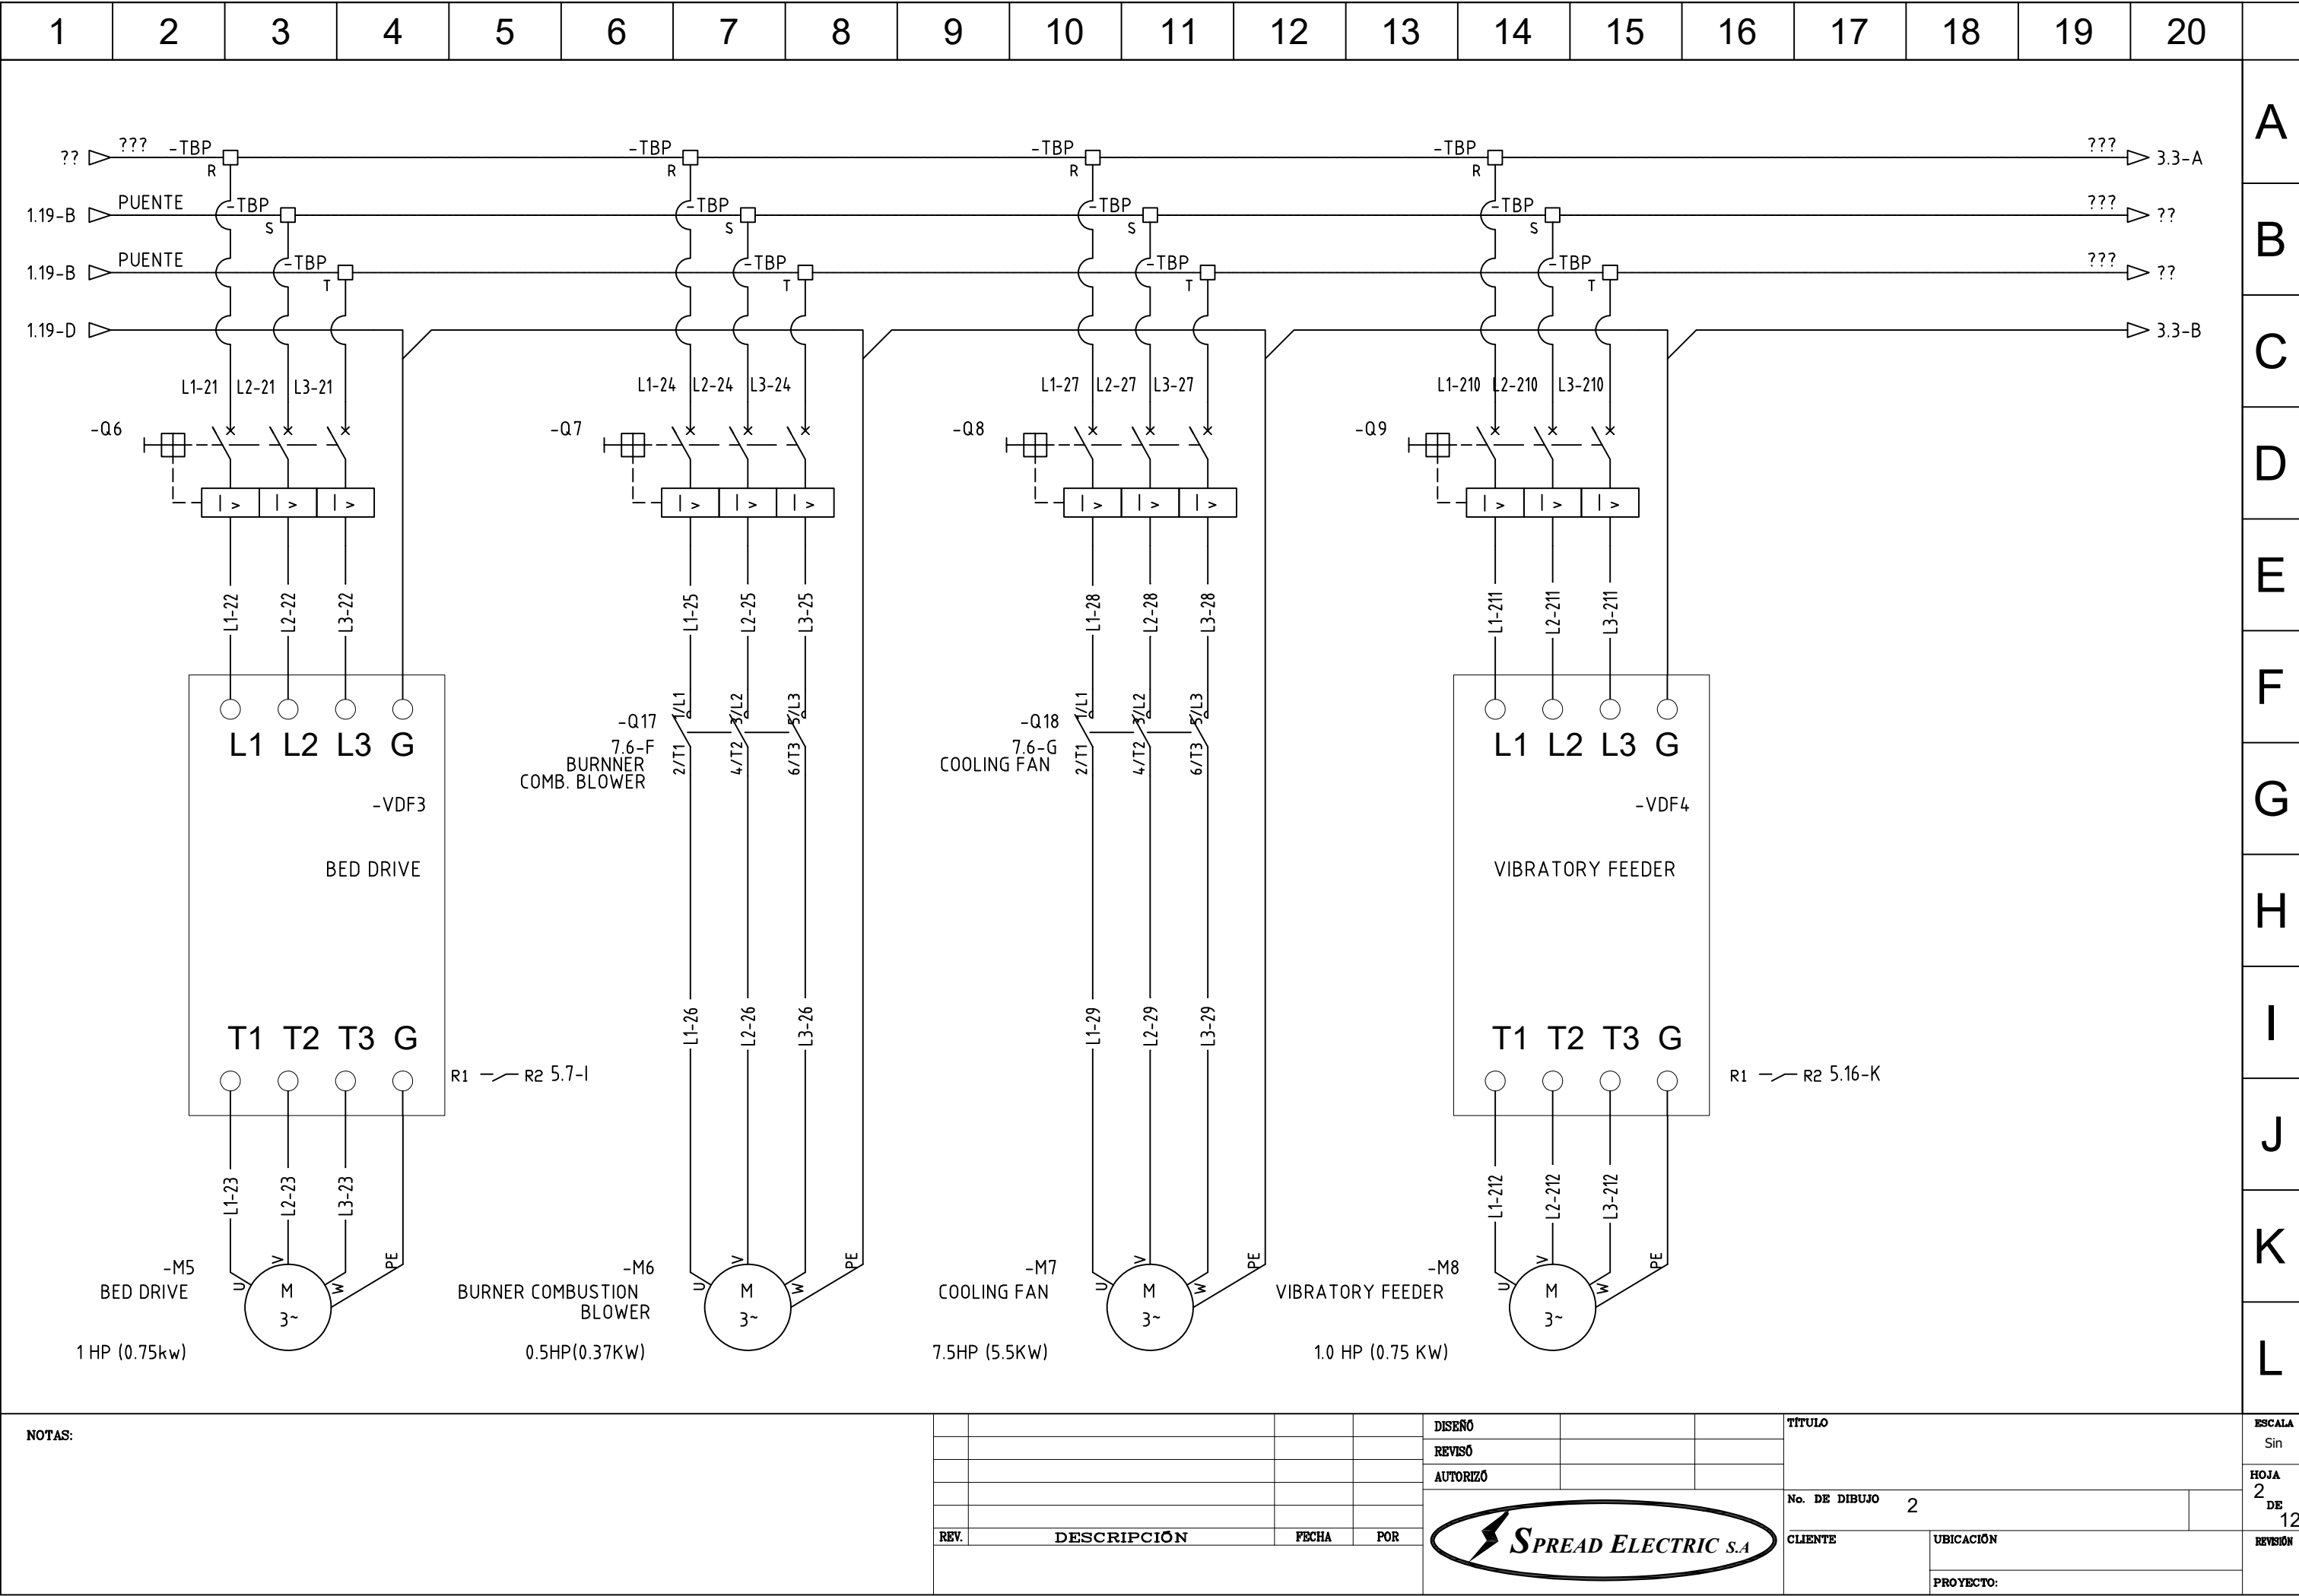 1 2 3 4 5 6 7 8 9 10 11 12 13 14 15 16 17 18 19 20
A
?? ??? -TBP -TBP -TBP -TBP ??? 3.3-A
R R R R
1.19-B PUENTE -TBP -TBP -TBP -TBP ??? ??
S S S S
B
1.19-B PUENTE -TBP -TBP -TBP -TBP ??? ??
T T T T
1.19-D 3.3-B
C
L1-21 L2-21 L3-21 L1-24 L2-24 L3-24 L1-27 L2-27 L3-27 L1-210 L2-210 L3-210
-Q6 -Q7 -Q8 -Q9
D
I > I > I > I > I > I > I > I > I > I > I > I >
E
L1-22 L2-22 L3-22 L1-25 L2-25 L3-25 L1-28 L2-28 L3-28 L1-211 L2-211 L3-211
F
1/L1 3/L2 5/L3 1/L1 3/L2 5/L3
-Q17 -Q18
L1 L2 L3 G L1 L2 L3 G
7.6-F 7.6-G
BURNNER COOLING FAN
COMB. BLOWER
2/T1 4/T2 6/T3 2/T1 4/T2 6/T3
G
-VDF3 -VDF4
BED DRIVE VIBRATORY FEEDER
H
I
L1-26 L2-26 L3-26 L1-29 L2-29 L3-29
T1 T2 T3 G T1 T2 T3 G
R1 R2 5.7-I R1 R2 5.16-K
J
L1-23 L2-23 L3-23 L1-212 L2-212 L3-212
K
U V W PE U V W PE U V W PE U V W PE
-M5 -M6 -M7 -M8
BED DRIVE BURNER COMBUSTION COOLING FAN VIBRATORY FEEDER
BLOWER
M M M M
3~ 3~ 3~ 3~
1 HP (0.75kw) 0.5HP(0.37KW) 7.5HP (5.5KW) 1.0 HP (0.75 KW)
L
NOTAS:
REV. DESCRIPCIÓN FECHA POR
DISEÑÓ
REVISÓ
AUTORIZÓ
SPREAD ELECTRIC S.A
TÍTULO
No. DE DIBUJO 2
CLIENTE
UBICACIÓN
PROYECTO:
ESCALA
Sin
HOJA
2
DE
12
REVISIÓN